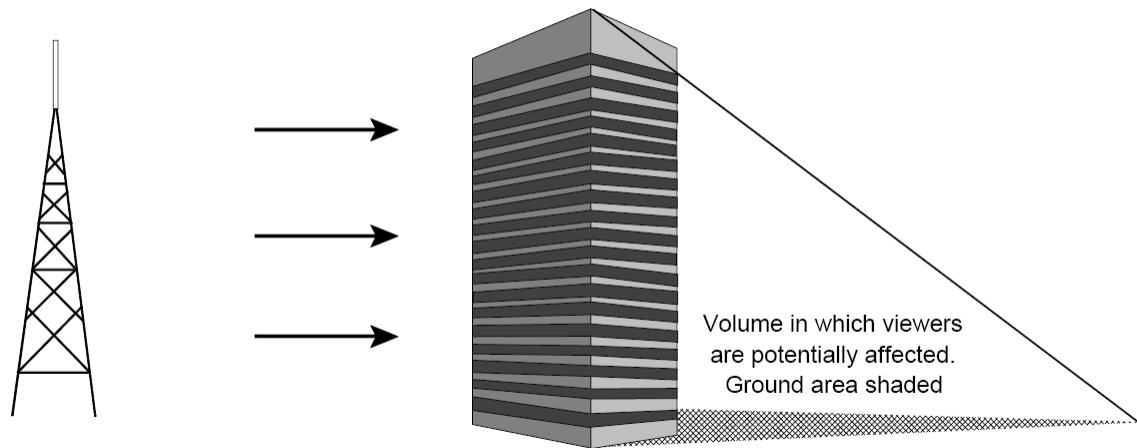 Volume in which viewers
are potentially affected.
Ground area shaded